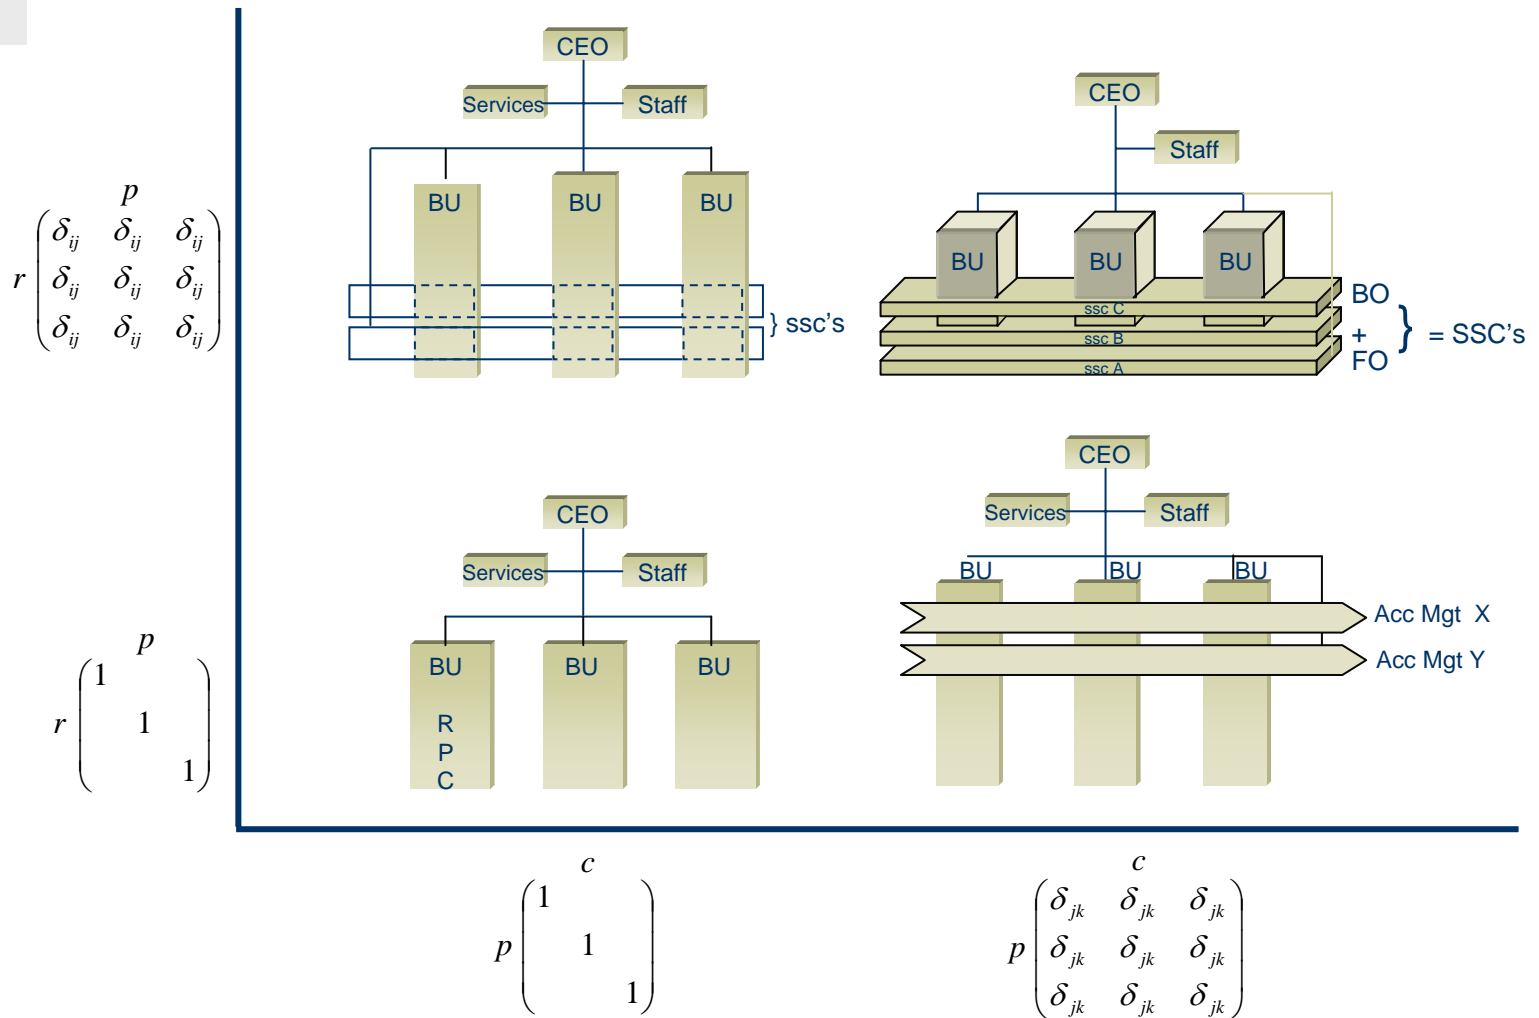 CEO
Services Staff
BU BU BU
} ssc's
CEO
Staff
BU BU BU
ssc C
ssc B
ssc A
BO
+
FO
} = SSC's
p
r
δij δij δij
δij δij δij
δij δij δij
CEO
Services Staff
BU BU BU
R
P
C
CEO
Services Staff
BU BU BU
Acc Mgt X
Acc Mgt Y
p
r
1
1
1
c
p
1
1
1
c
p
δjk δjk δjk
δjk δjk δjk
δjk δjk δjk